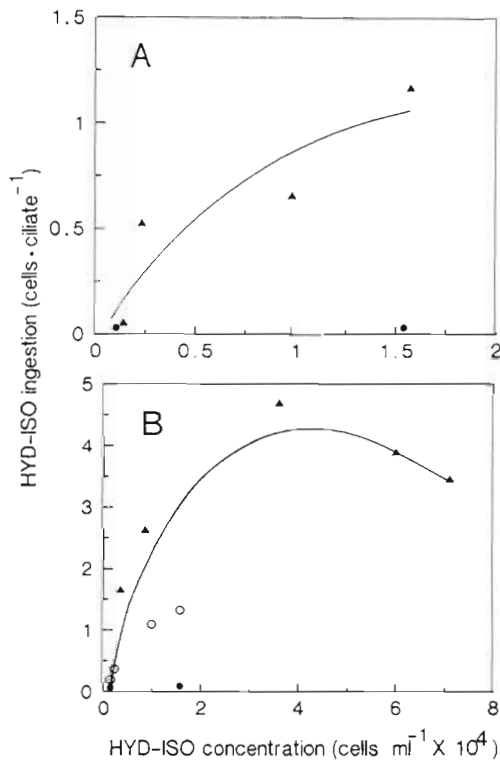 A
1.5
1
0.5
0
0 0.5 1 1.5 2
HYD-ISO ingestion (cells • ciliate⁻¹)
B
5
4
3
2
1
0
0 2 4 6 8
HYD-ISO concentration (cells ml⁻¹ X 10⁴)